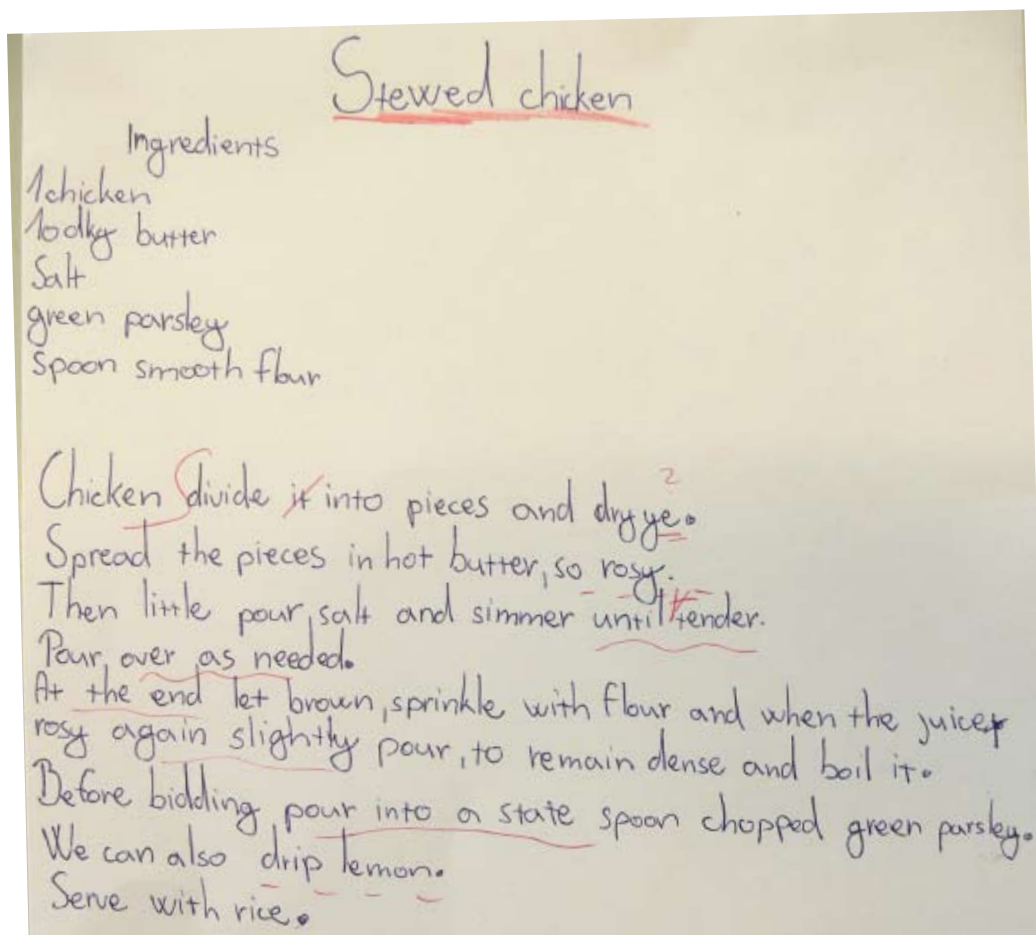 Stewed chicken
Ingredients
1chicken
10dkg butter
Salt
green parsley
Spoon smooth flour
Chicken divide it into pieces and dry ye.
?
Spread the pieces in hot butter, so rosy.
Then little pour, salt and simmer until tender.
Pour over as needed.
At the end let brown, sprinkle with flour and when the juice
rosy again slightly pour, to remain dense and boil it.
Before bidding pour into a state spoon chopped green parsley.
We can also drip lemon.
Serve with rice.